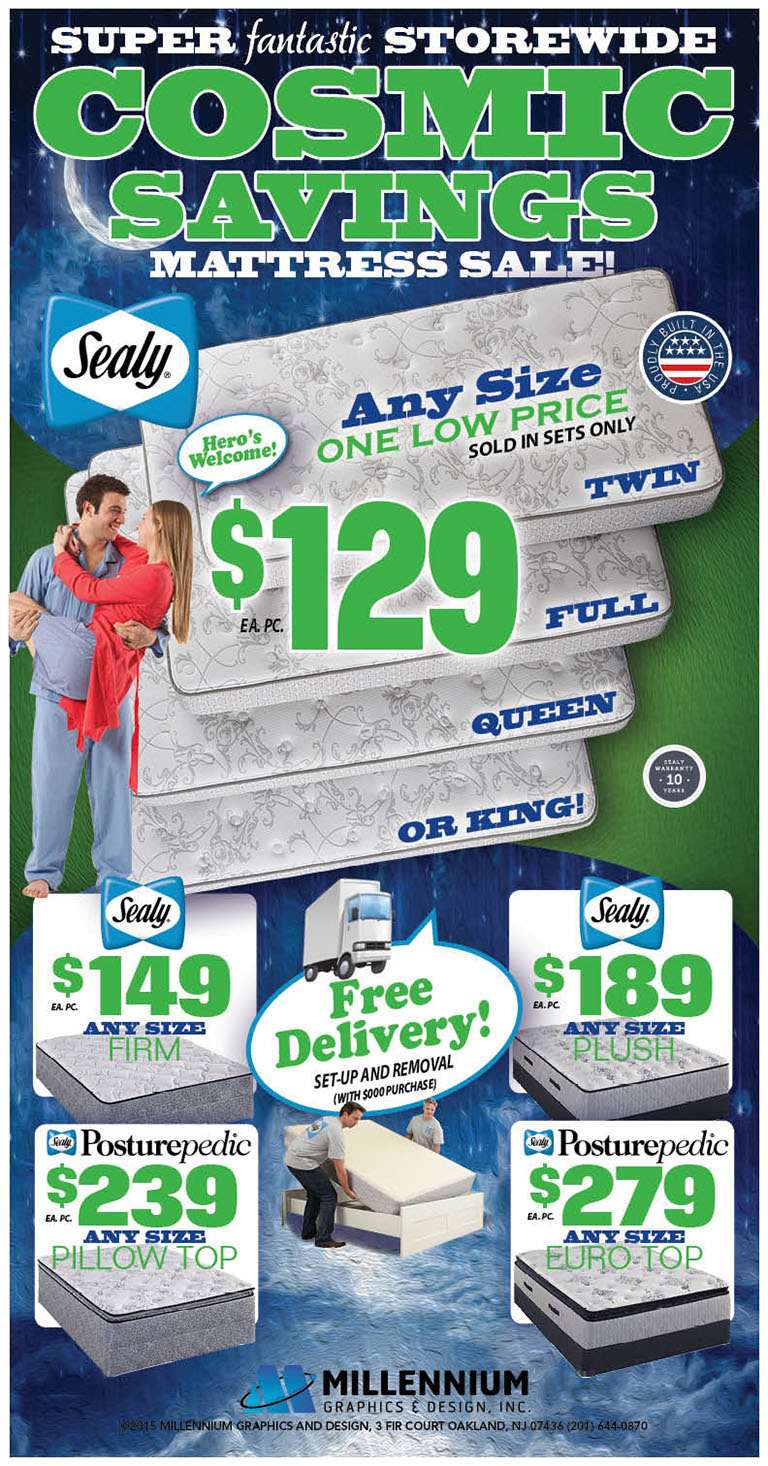 SUPER fantastic STOREWIDE
COSMIC
SAVINGS
MATTRESS SALE!
Sealy®
PROUDLY BUILT IN THE USA
Any Size
ONE LOW PRICE
SOLD IN SETS ONLY
Hero's
Welcome!
TWIN
$129
EA. PC.
FULL
QUEEN
SEALY
WARRANTY
· 10 ·
YEARS
OR KING!
Sealy®
$149
EA. PC.
ANY SIZE
FIRM
Free
Delivery!
SET-UP AND REMOVAL
(WITH $000 PURCHASE)
Sealy®
$189
EA. PC.
ANY SIZE
PLUSH
Sealy Posturepedic
$239
EA. PC.
ANY SIZE
PILLOW TOP
Sealy Posturepedic
$279
EA. PC.
ANY SIZE
EURO TOP
MILLENNIUM
GRAPHICS & DESIGN, INC.
©2015 MILLENNIUM GRAPHICS AND DESIGN, 3 FIR COURT OAKLAND, NJ 07436 (201) 644-0870